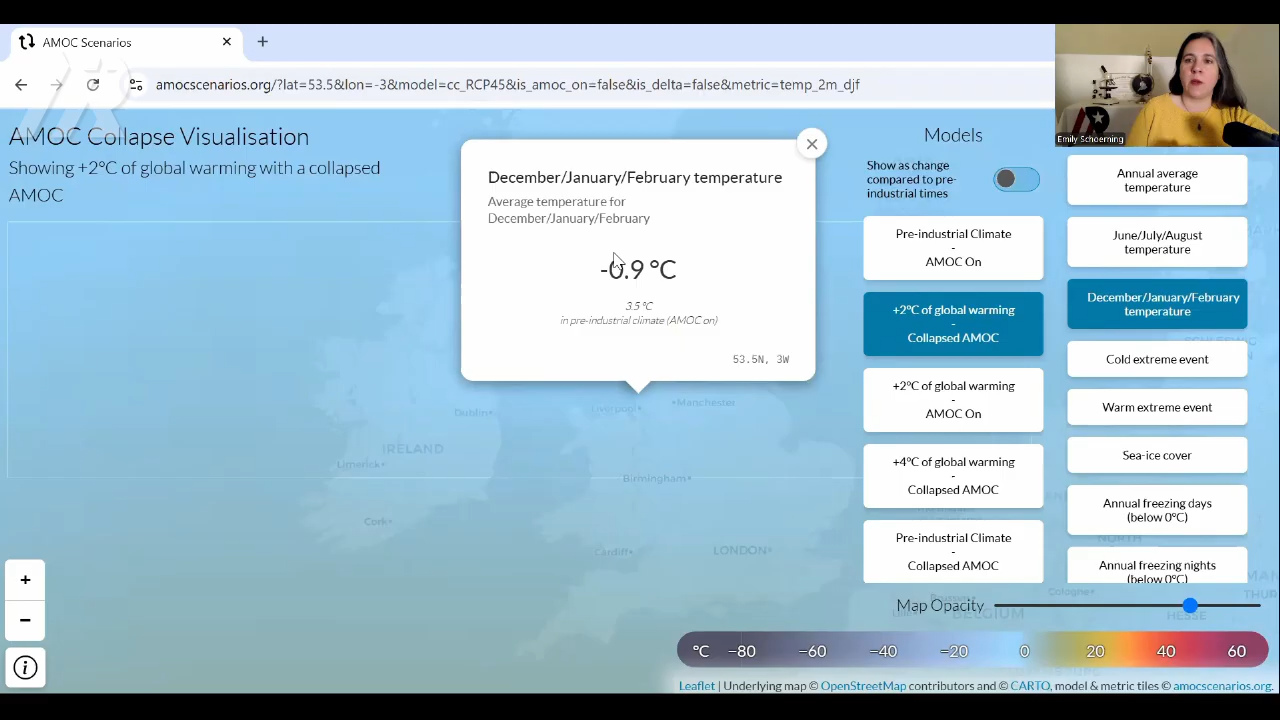 AMOC Scenarios
amocscenarios.org/?lat=53.5&lon=-3&model=cc_RCP45&is_amoc_on=false&is_delta=false&metric=temp_2m_djf
Emily Schoerning
AMOC Collapse Visualisation
Showing +2°C of global warming with a collapsed
AMOC
December/January/February temperature
Average temperature for
December/January/February
-0.9 °C
3.5 °C
in pre-industrial climate (AMOC on)
53.5N, 3W
Models
Show as change
compared to pre-
industrial times
Pre-industrial Climate
-
AMOC On
+2°C of global warming
-
Collapsed AMOC
+2°C of global warming
-
AMOC On
+4°C of global warming
-
Collapsed AMOC
Pre-industrial Climate
-
Collapsed AMOC
Annual average
temperature
June/July/August
temperature
December/January/February
temperature
Cold extreme event
Warm extreme event
Sea-ice cover
Annual freezing days
(below 0°C)
Annual freezing nights
(below 0°C)
Dublin
Liverpool
Manchester
IRELAND
Limerick
Birmingham
Cork
Cardiff
LONDON
Cologne
BELGIUM
HESSE
+
−
i
Map Opacity
°C −80 −60 −40 −20 0 20 40 60
Leaflet | Underlying map © OpenStreetMap contributors and © CARTO, model & metric tiles © amocscenarios.org.